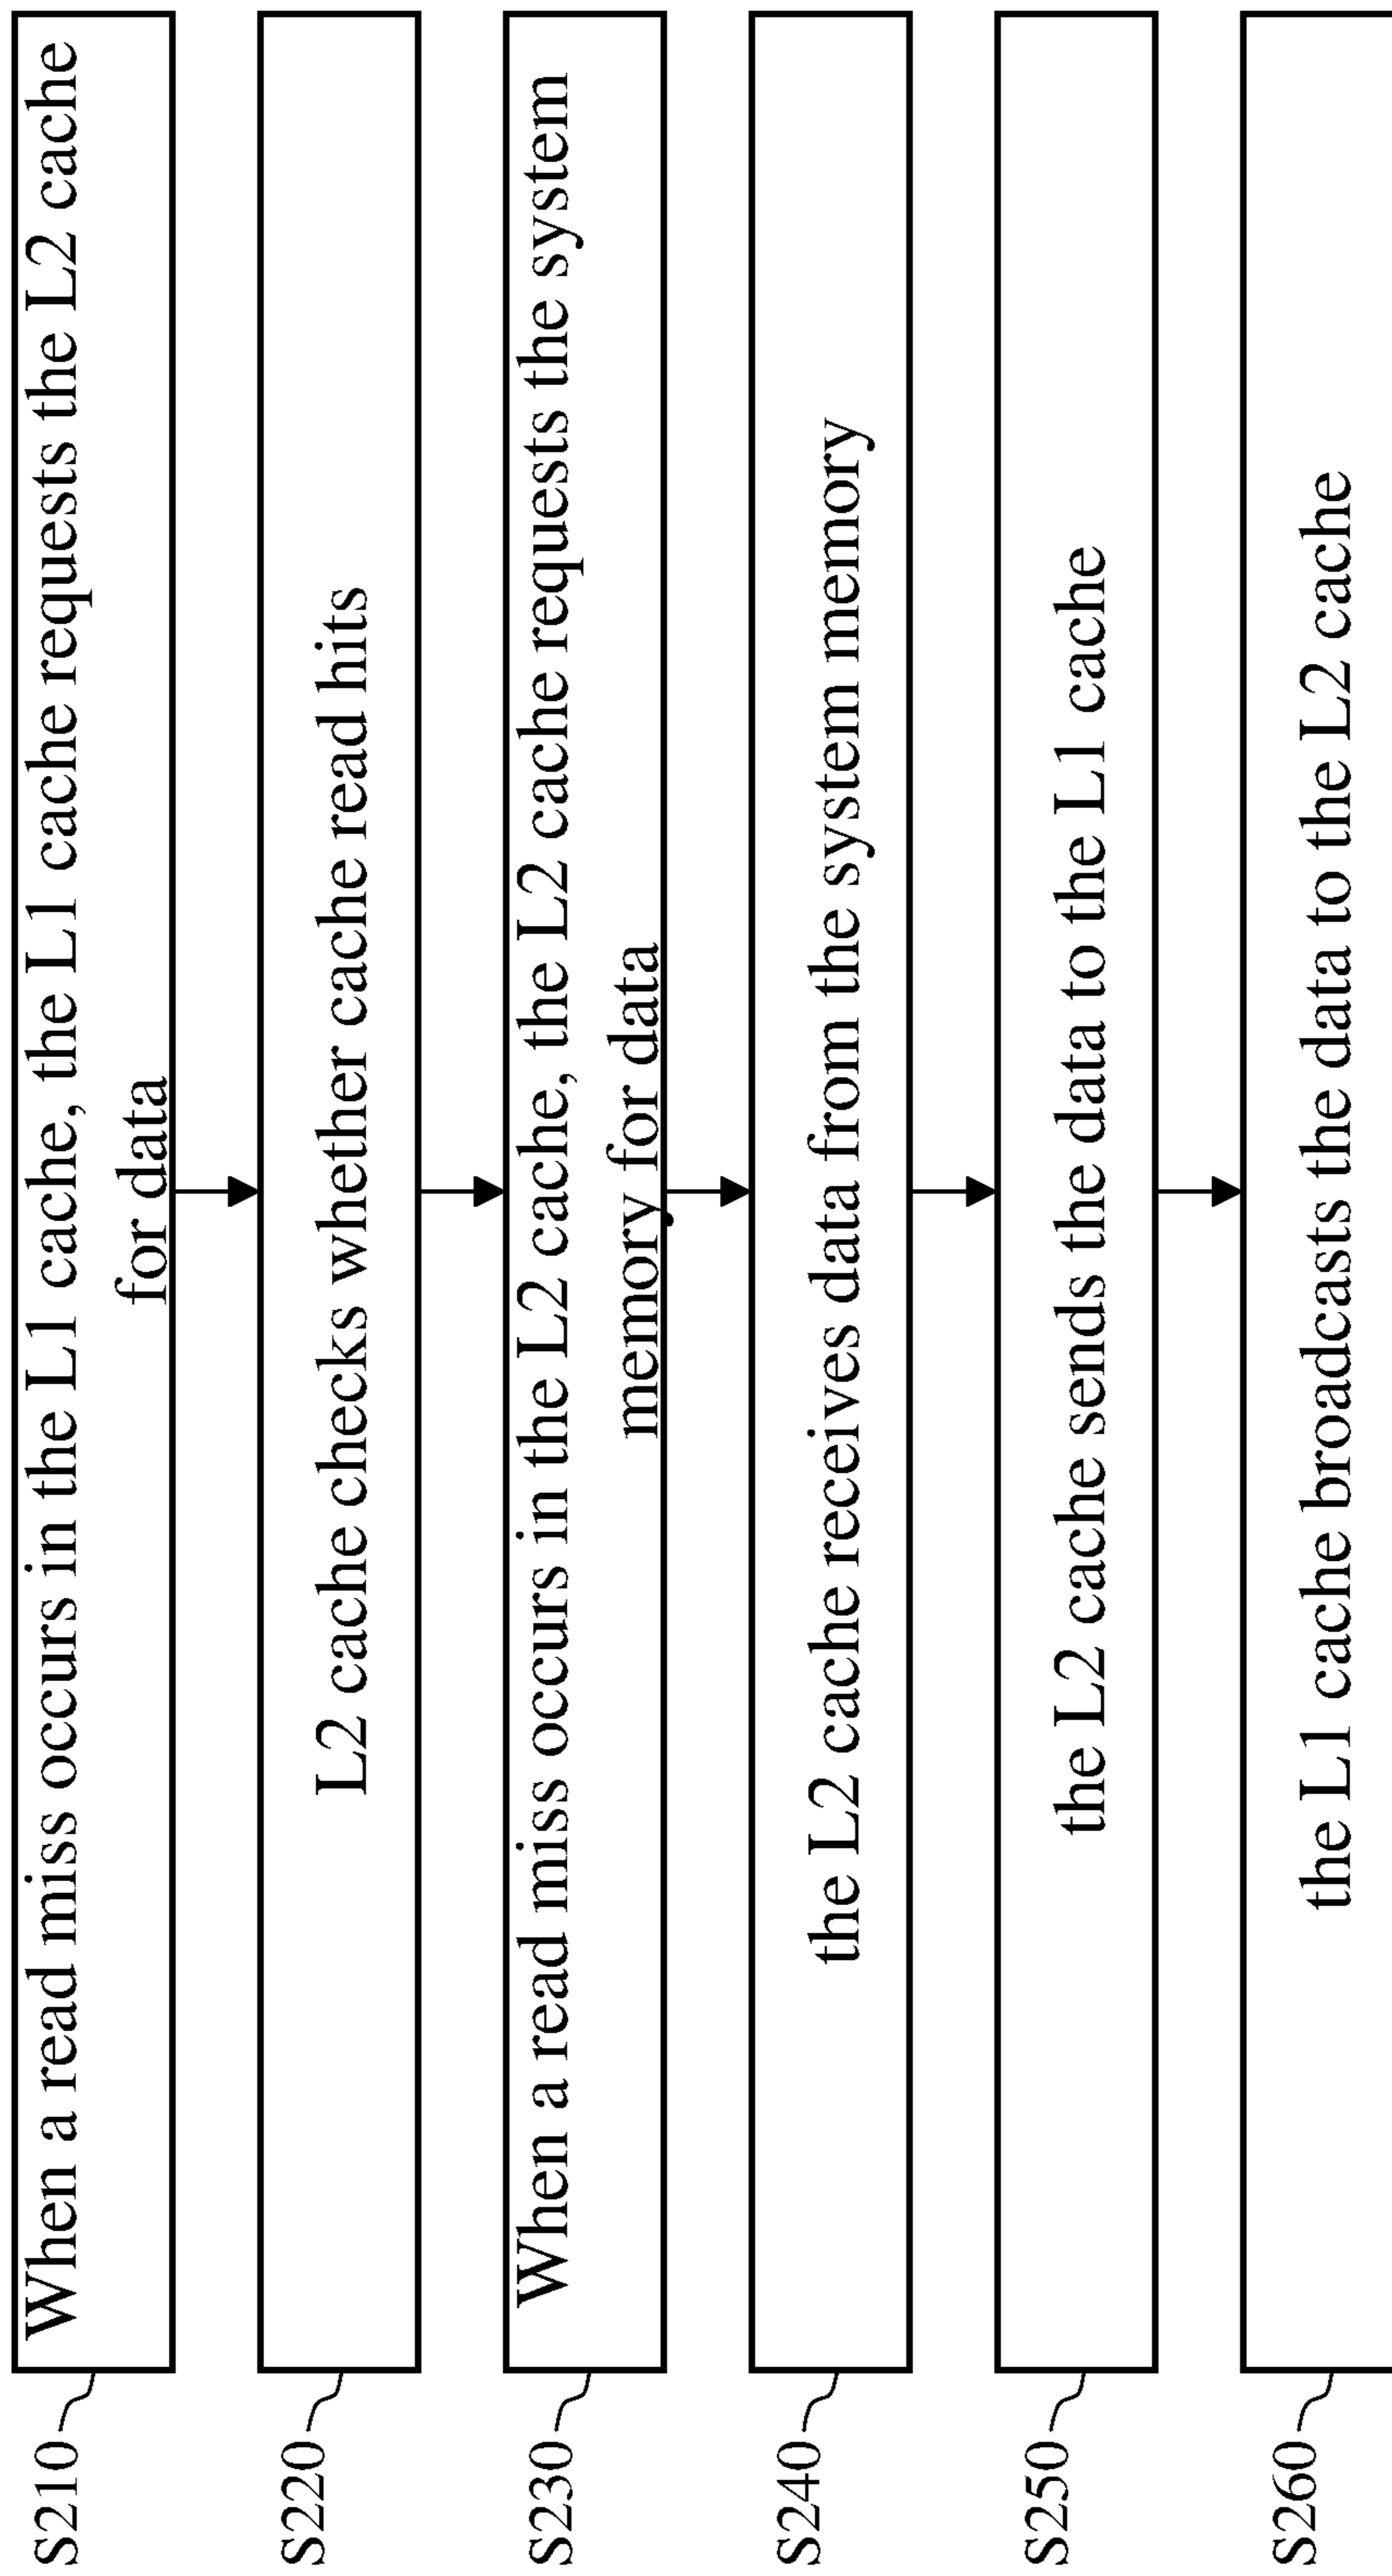 S210
When a read miss occurs in the L1 cache, the L1 cache requests the L2 cache
for data
S220
L2 cache checks whether cache read hits
S230
When a read miss occurs in the L2 cache, the L2 cache requests the system
memory for data
S240
the L2 cache receives data from the system memory
S250
the L2 cache sends the data to the L1 cache
S260
the L1 cache broadcasts the data to the L2 cache